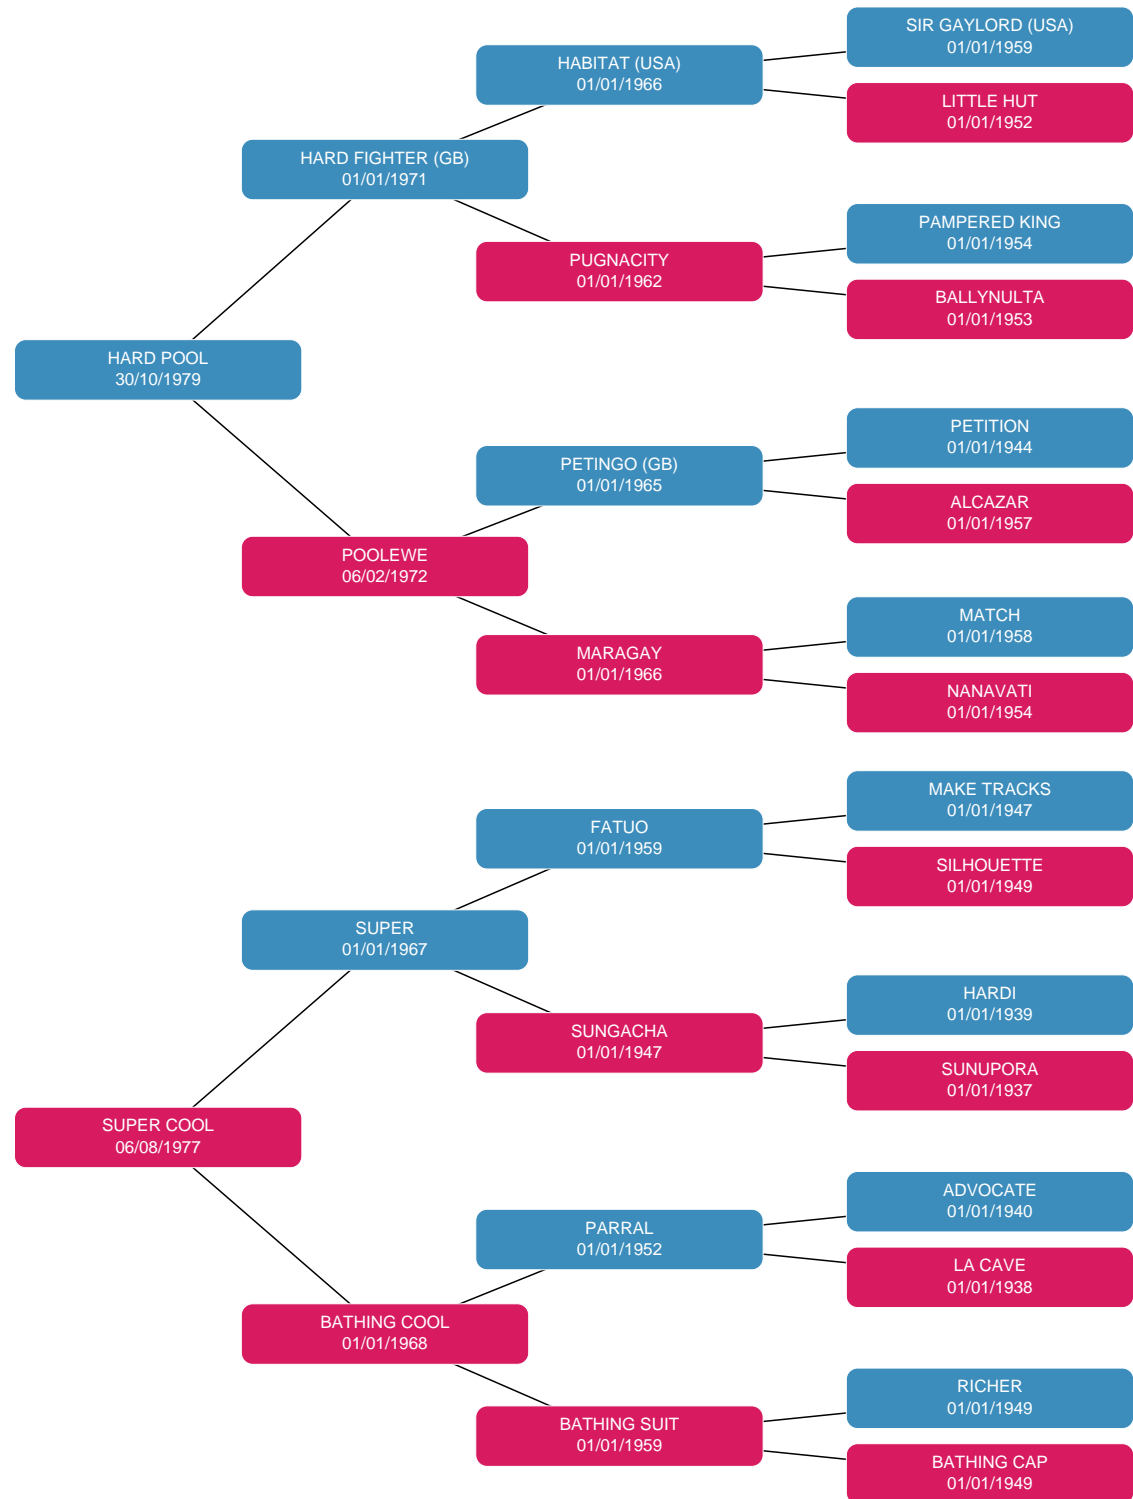 SIR GAYLORD (USA)
01/01/1959
HABITAT (USA)
01/01/1966
LITTLE HUT
01/01/1952
HARD FIGHTER (GB)
01/01/1971
PAMPERED KING
01/01/1954
PUGNACITY
01/01/1962
BALLYNULTA
01/01/1953
HARD POOL
30/10/1979
PETITION
01/01/1944
PETINGO (GB)
01/01/1965
ALCAZAR
01/01/1957
POOLEWE
06/02/1972
MATCH
01/01/1958
MARAGAY
01/01/1966
NANAVATI
01/01/1954
MAKE TRACKS
01/01/1947
FATUO
01/01/1959
SILHOUETTE
01/01/1949
SUPER
01/01/1967
HARDI
01/01/1939
SUNGACHA
01/01/1947
SUNUPORA
01/01/1937
SUPER COOL
06/08/1977
ADVOCATE
01/01/1940
PARRAL
01/01/1952
LA CAVE
01/01/1938
BATHING COOL
01/01/1968
RICHER
01/01/1949
BATHING SUIT
01/01/1959
BATHING CAP
01/01/1949